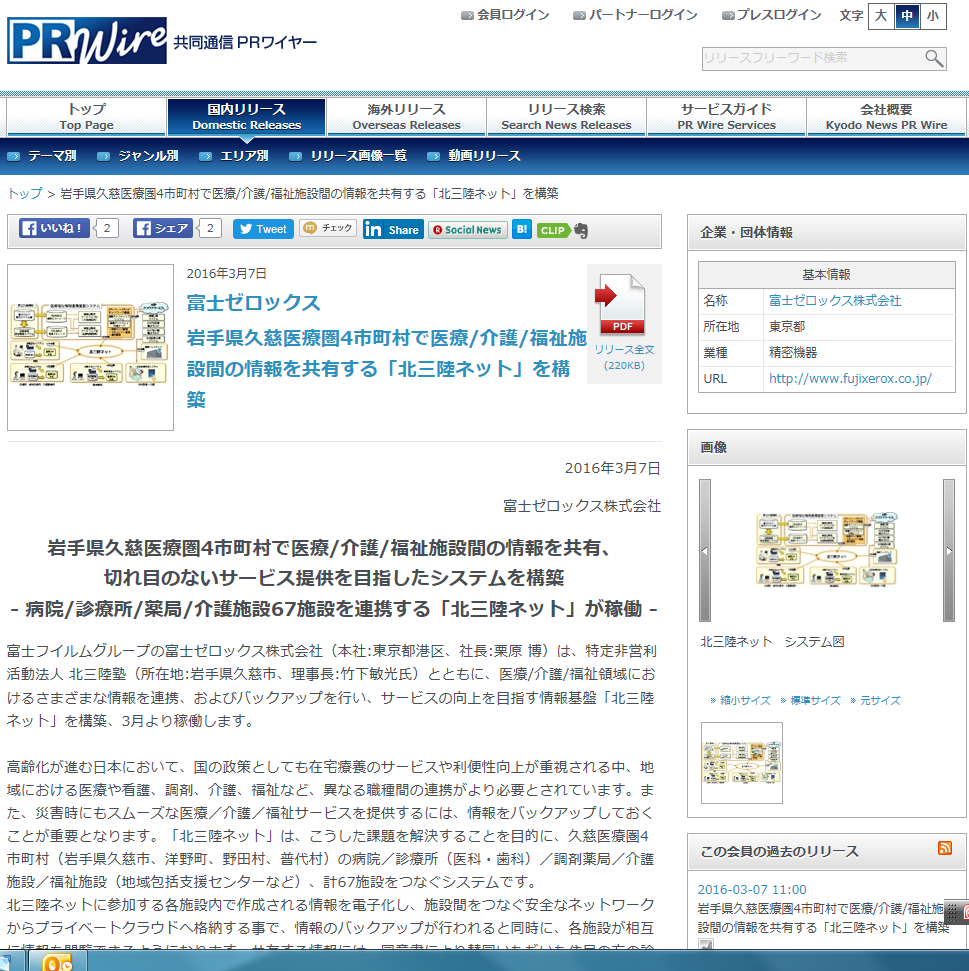 会員ログイン パートナーログイン プレスログイン 文字 大 中 小
PR Wire 共同通信 PRワイヤー
リリースフリーワード検索
トップ 国内リリース 海外リリース リリース検索 サービスガイド 会社概要
Top Page Domestic Releases Overseas Releases Search News Releases PR Wire Services Kyodo News PR Wire
テーマ別 ジャンル別 エリア別 リリース画像一覧 動画リリース
トップ > 岩手県久慈医療圏4市町村で医療/介護/福祉施設間の情報を共有する「北三陸ネット」を構築
いいね！ 2 シェア 2 Tweet チェック Share Social News B! CLIP
2016年3月7日
富士ゼロックス
岩手県久慈医療圏4市町村で医療/介護/福祉施
設間の情報を共有する「北三陸ネット」を構
築
PDF
リリース全文
(220KB)
2016年3月7日
富士ゼロックス株式会社
岩手県久慈医療圏4市町村で医療/介護/福祉施設間の情報を共有、
切れ目のないサービス提供を目指したシステムを構築
- 病院/診療所/薬局/介護施設67施設を連携する「北三陸ネット」が稼働 -
富士フイルムグループの富士ゼロックス株式会社（本社:東京都港区、社長:栗原 博）は、特定非営利
活動法人 北三陸塾（所在地:岩手県久慈市、理事長:竹下敏光氏）とともに、医療/介護/福祉領域にお
けるさまざまな情報を連携、およびバックアップを行い、サービスの向上を目指す情報基盤「北三陸
ネット」を構築、3月より稼働します。
高齢化が進む日本において、国の政策としても在宅療養のサービスや利便性向上が重視される中、地
域における医療や看護、調剤、介護、福祉など、異なる職種間の連携がより必要とされています。ま
た、災害時にもスムーズな医療／介護／福祉サービスを提供するには、情報をバックアップしておく
ことが重要となります。「北三陸ネット」は、こうした課題を解決することを目的に、久慈医療圏4
市町村（岩手県久慈市、洋野町、野田村、普代村）の病院／診療所（医科・歯科）／調剤薬局／介護
施設／福祉施設（地域包括支援センターなど）、計67施設をつなぐシステムです。
北三陸ネットに参加する各施設内で作成される情報を電子化し、施設間をつなぐ安全なネットワーク
からプライベートクラウドへ格納する事で、情報のバックアップが行われると同時に、各施設が相互
企業・団体情報
基本情報
名称 富士ゼロックス株式会社
所在地 東京都
業種 精密機器
URL http://www.fujixerox.co.jp/
画像
北三陸ネット システム図
縮小サイズ 標準サイズ 元サイズ
この会員の過去のリリース
2016-03-07 11:00
岩手県久慈医療圏4市町村で医療/介護/福祉施
設間の情報を共有する「北三陸ネット」を構築